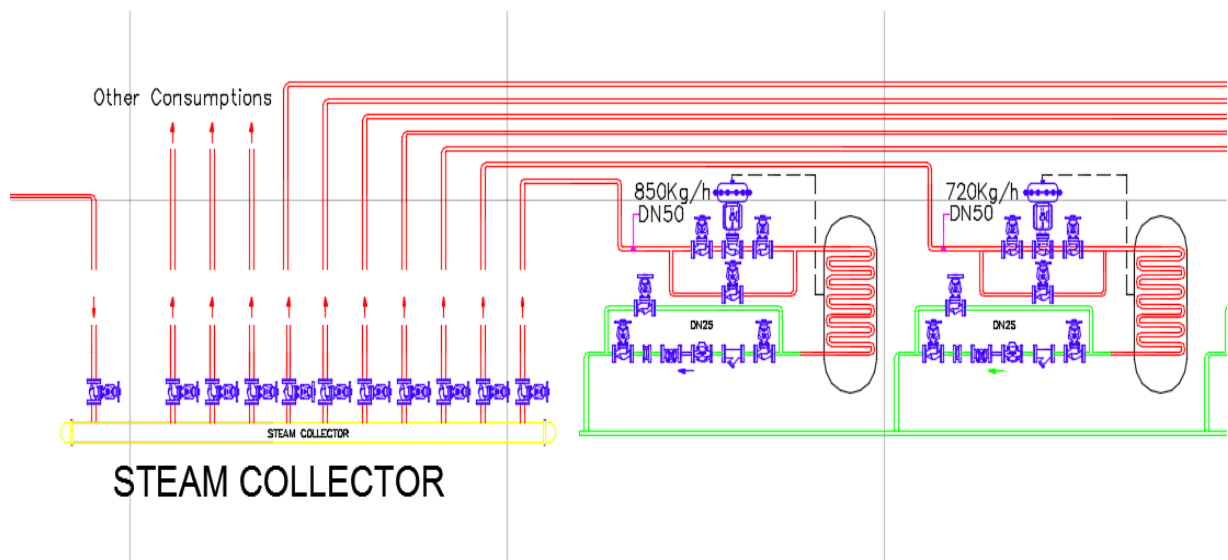 Other Consumptions
850Kg/h
DN50
720Kg/h
DN50
DN25
DN25
STEAM COLLECTOR
STEAM COLLECTOR